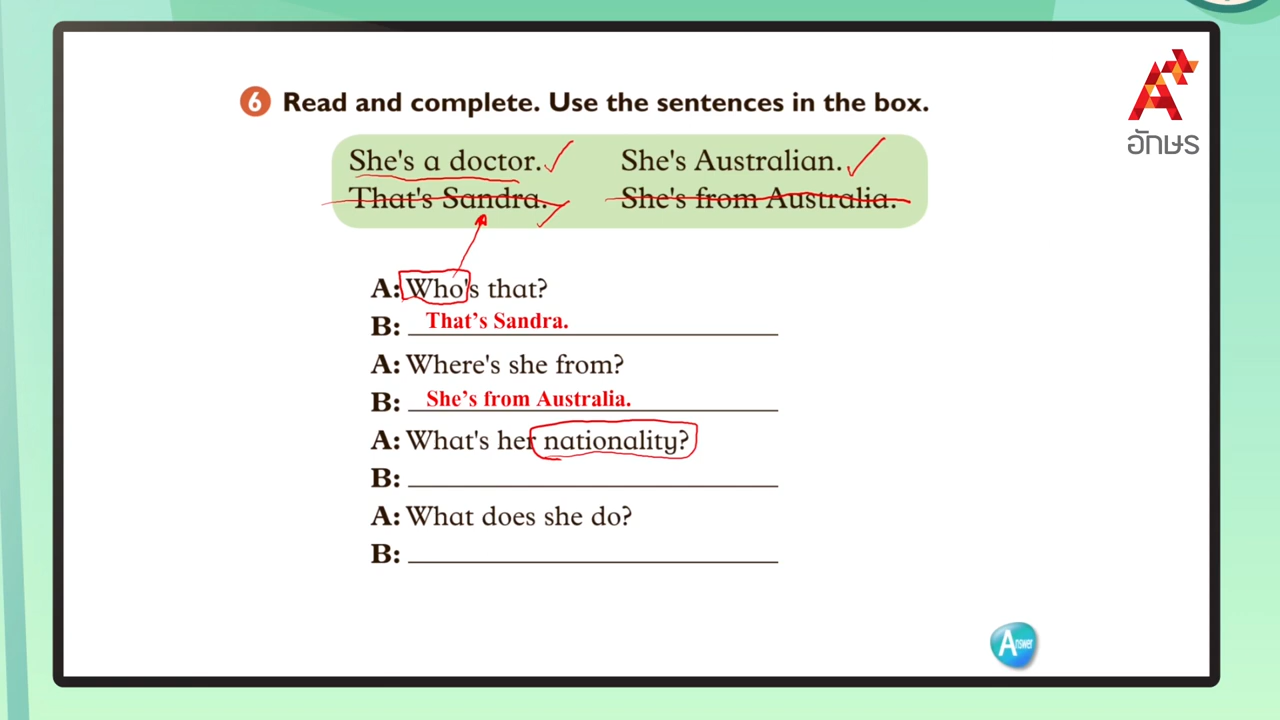 6 Read and complete. Use the sentences in the box.
She's a doctor. She's Australian.
That's Sandra. She's from Australia.
A: Who's that?
B: That's Sandra.
A: Where's she from?
B: She's from Australia.
A: What's her nationality?
B:
A: What does she do?
B:
A+
อักษร
Answer